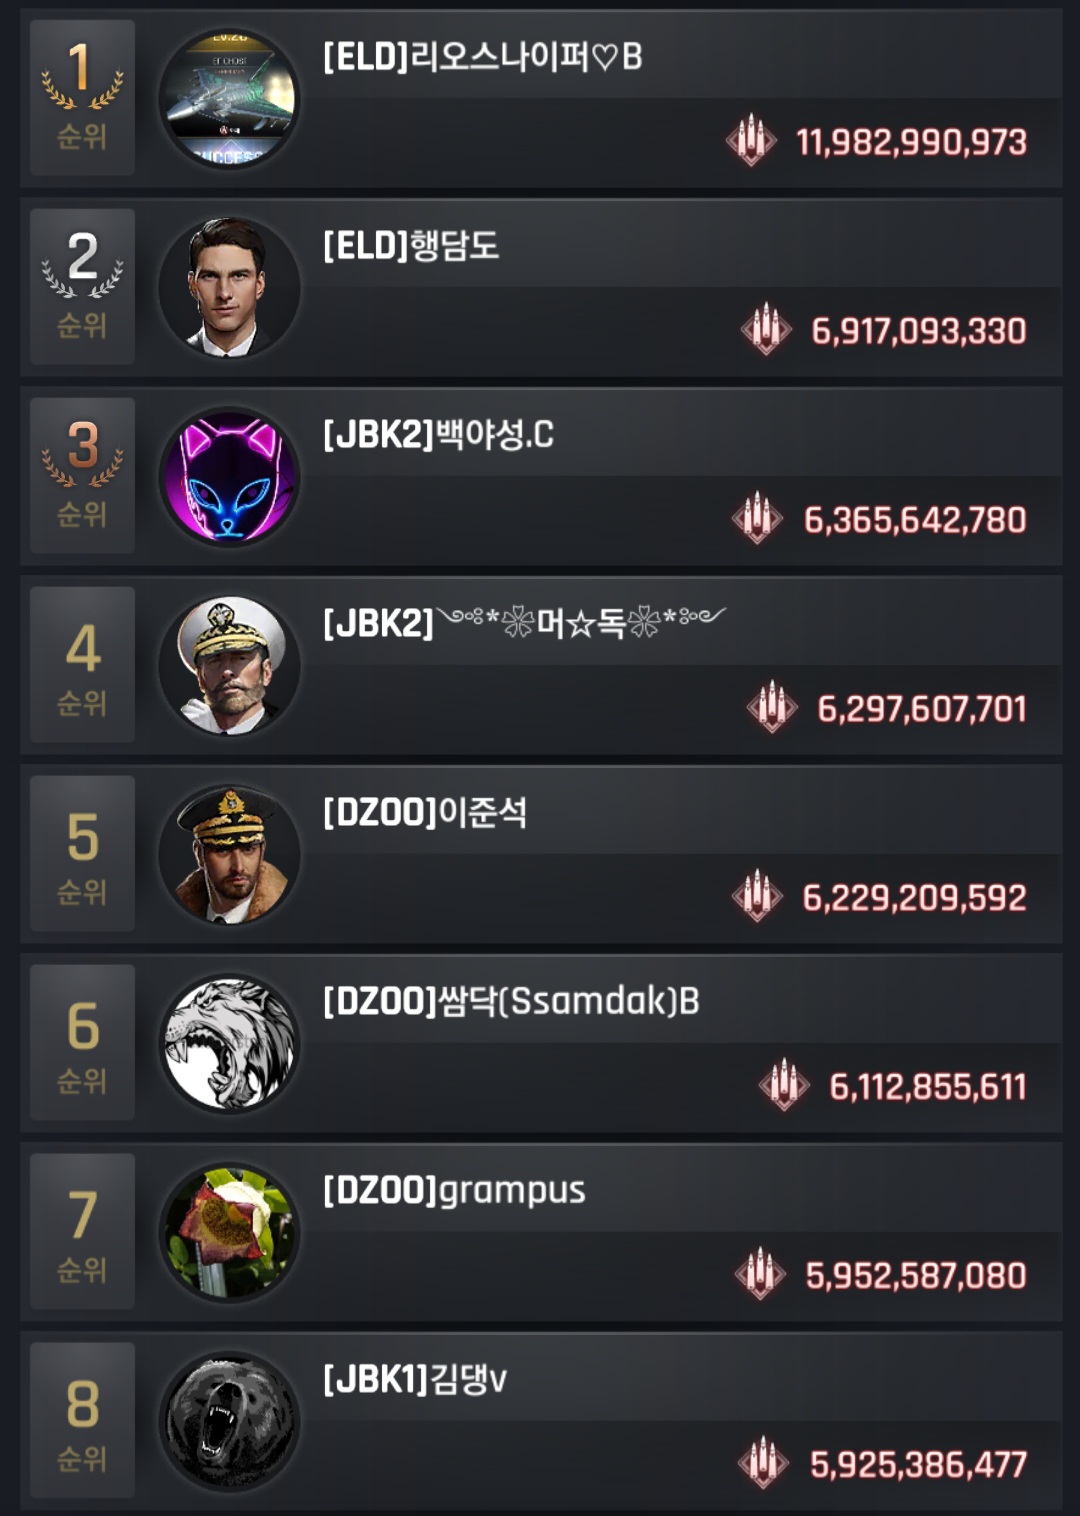 1
순위
[ELD]리오스나이퍼♡B
11,982,990,973
2
순위
[ELD]행담도
6,917,093,330
3
순위
[JBK2]백야성.C
6,365,642,780
4
순위
[JBK2]༺༚*❀머☆독❀*༚༻
6,297,607,701
5
순위
[DZOO]이준석
6,229,209,592
6
순위
[DZOO]쌈닥(Ssamdak)B
6,112,855,611
7
순위
[DZOO]grampus
5,952,587,080
8
순위
[JBK1]김댕v
5,925,386,477